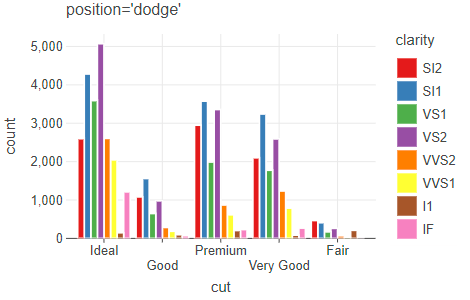 position='dodge'
5,000
4,000
3,000
2,000
1,000
0
count
Ideal
Good
Premium
Very Good
Fair
cut
clarity
SI2
SI1
VS1
VS2
VVS2
VVS1
I1
IF